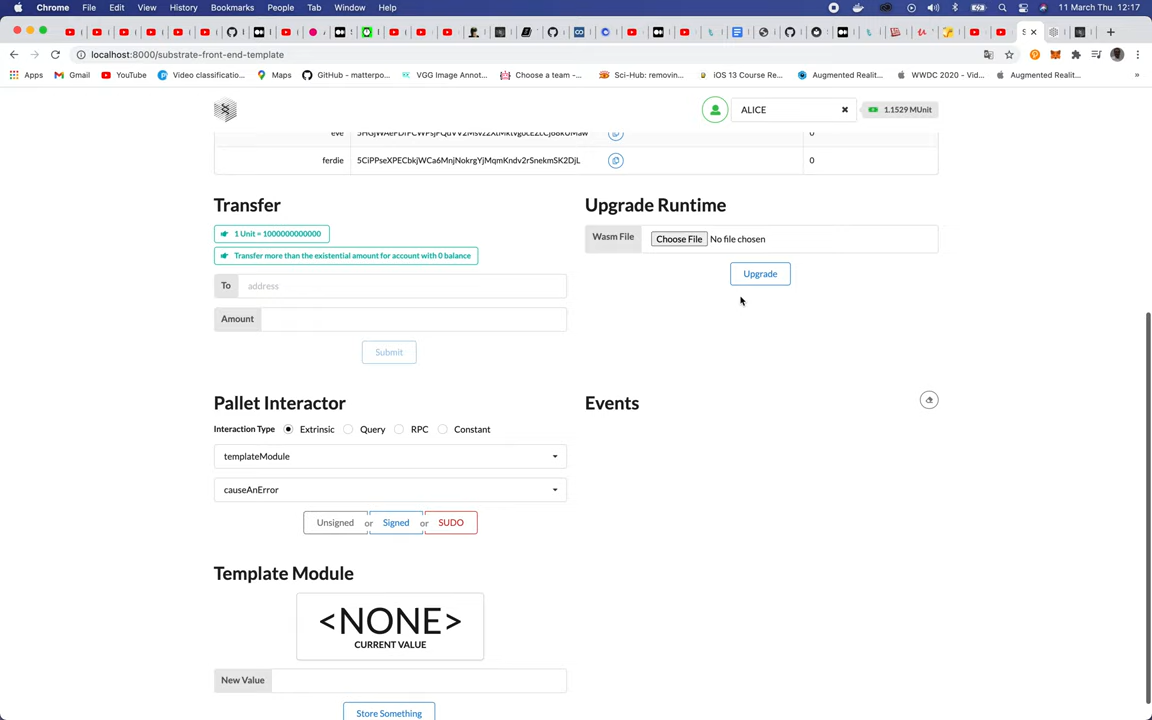 Chrome File Edit View History Bookmarks People Tab Window Help 11 March Thu 12:17
localhost:8000/substrate-front-end-template
Apps Gmail YouTube Video classificatio... Maps GitHub - matterpo... VGG Image Annot... Choose a team -... Sci-Hub: removin... iOS 13 Course Re... Augmented Realit... WWDC 2020 - Vid... Augmented Realit... »
ALICE 1.1529 MUnit
eve 0
ferdie 5CiPPseXPECbkjWCa6MnjNokrgYjMqmKndv2rSnekmSK2DjL 0
Transfer
1 Unit = 1000000000000
Transfer more than the existential amount for account with 0 balance
To address
Amount
Submit
Upgrade Runtime
Wasm File Choose File No file chosen
Upgrade
Pallet Interactor
Interaction Type Extrinsic Query RPC Constant
templateModule
causeAnError
Unsigned or Signed or SUDO
Events
Template Module
<NONE>
CURRENT VALUE
New Value
Store Something